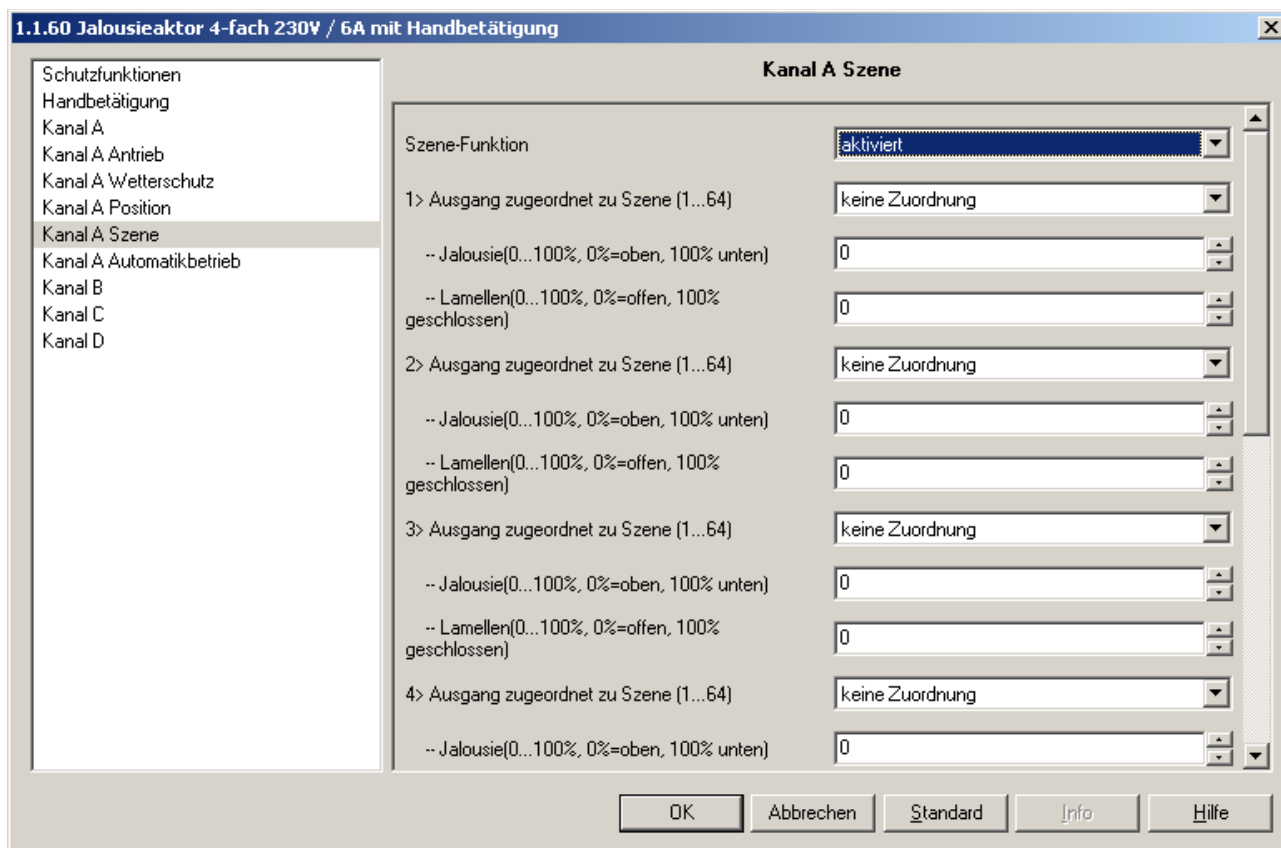 1.1.60 Jalousieaktor 4-fach 230V / 6A mit Handbetätigung
Schutzfunktionen
Handbetätigung
Kanal A
Kanal A Antrieb
Kanal A Wetterschutz
Kanal A Position
Kanal A Szene
Kanal A Automatikbetrieb
Kanal B
Kanal C
Kanal D
Kanal A Szene
Szene-Funktion aktiviert
1> Ausgang zugeordnet zu Szene (1...64) keine Zuordnung
-- Jalousie(0...100%, 0%=oben, 100% unten) 0
-- Lamellen(0...100%, 0%=offen, 100%
geschlossen) 0
2> Ausgang zugeordnet zu Szene (1...64) keine Zuordnung
-- Jalousie(0...100%, 0%=oben, 100% unten) 0
-- Lamellen(0...100%, 0%=offen, 100%
geschlossen) 0
3> Ausgang zugeordnet zu Szene (1...64) keine Zuordnung
-- Jalousie(0...100%, 0%=oben, 100% unten) 0
-- Lamellen(0...100%, 0%=offen, 100%
geschlossen) 0
4> Ausgang zugeordnet zu Szene (1...64) keine Zuordnung
-- Jalousie(0...100%, 0%=oben, 100% unten) 0
OK Abbrechen Standard Info Hilfe